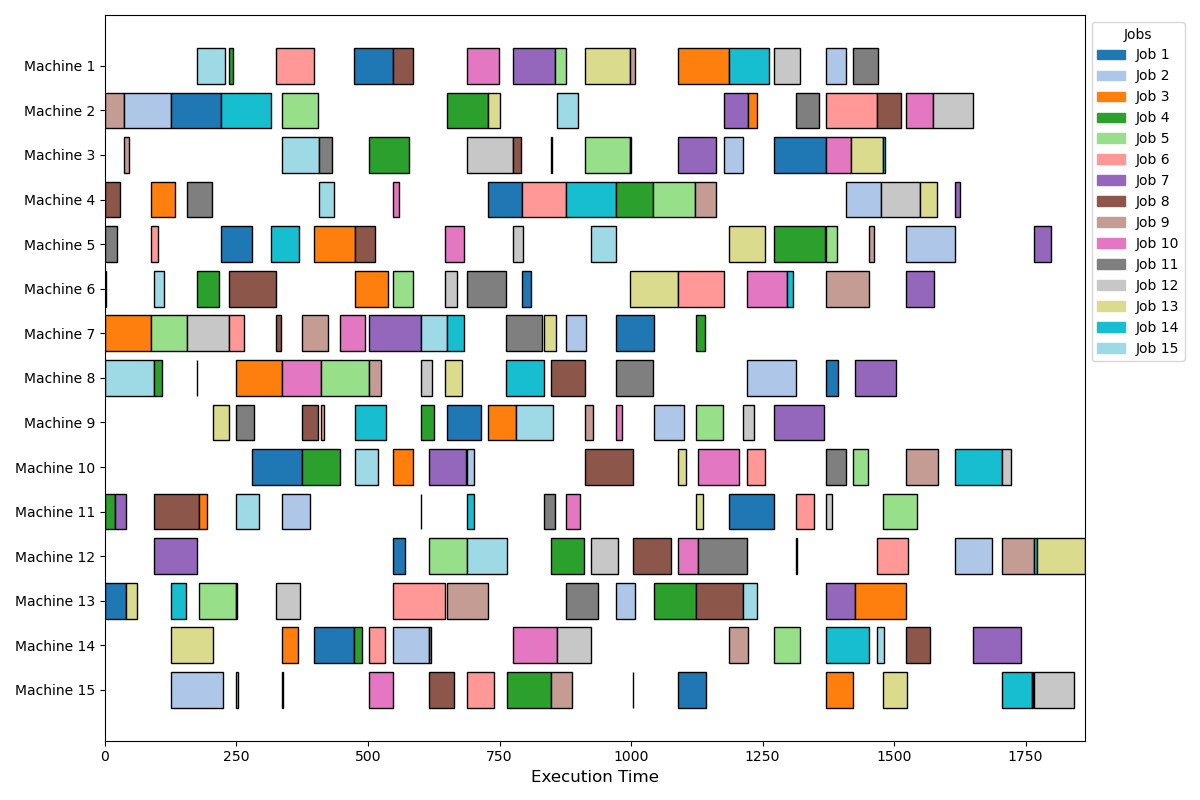 Machine 1
Machine 2
Machine 3
Machine 4
Machine 5
Machine 6
Machine 7
Machine 8
Machine 9
Machine 10
Machine 11
Machine 12
Machine 13
Machine 14
Machine 15
0 250 500 750 1000 1250 1500 1750
Execution Time
Jobs
Job 1
Job 2
Job 3
Job 4
Job 5
Job 6
Job 7
Job 8
Job 9
Job 10
Job 11
Job 12
Job 13
Job 14
Job 15